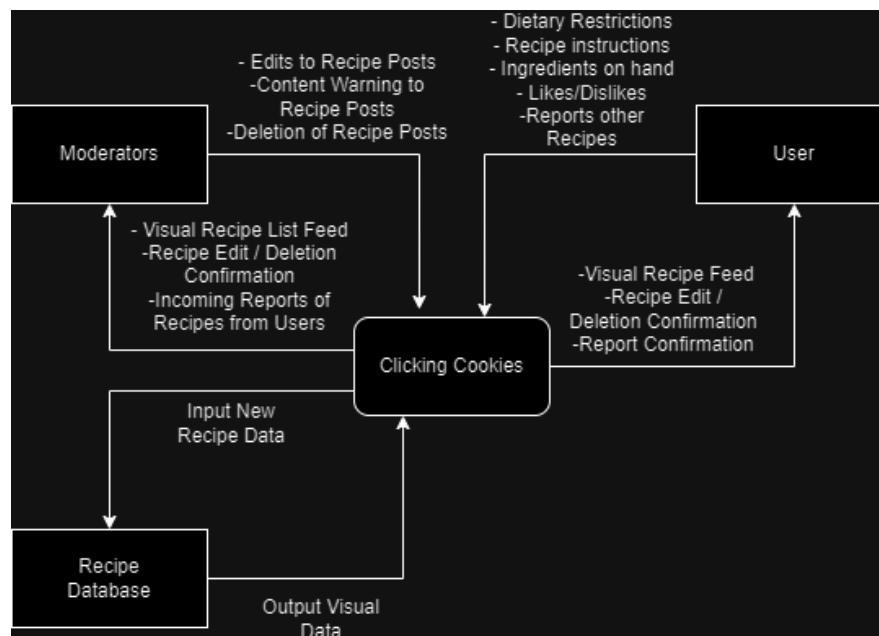 - Edits to Recipe Posts
-Content Warning to
Recipe Posts
-Deletion of Recipe Posts
- Dietary Restrictions
- Recipe instructions
- Ingredients on hand
- Likes/Dislikes
-Reports other
Recipes
Moderators
User
- Visual Recipe List Feed
-Recipe Edit / Deletion
Confirmation
-Incoming Reports of
Recipes from Users
-Visual Recipe Feed
-Recipe Edit /
Deletion Confirmation
-Report Confirmation
Clicking Cookies
Input New
Recipe Data
Recipe
Database
Output Visual
Data